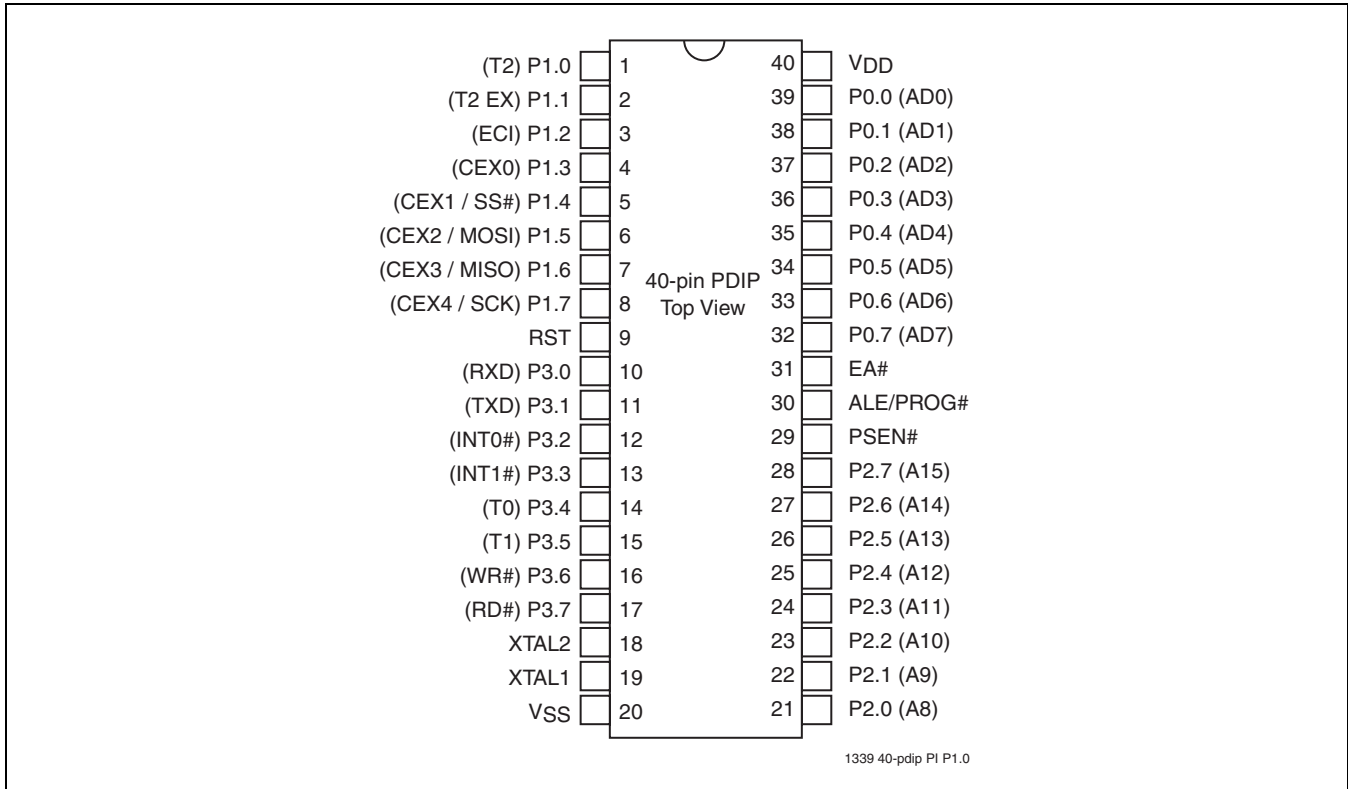 (T2) P1.0 1 40 VDD
(T2 EX) P1.1 2 39 P0.0 (AD0)
(ECI) P1.2 3 38 P0.1 (AD1)
(CEX0) P1.3 4 37 P0.2 (AD2)
(CEX1 / SS#) P1.4 5 36 P0.3 (AD3)
(CEX2 / MOSI) P1.5 6 35 P0.4 (AD4)
(CEX3 / MISO) P1.6 7 34 P0.5 (AD5)
40-pin PDIP
Top View
(CEX4 / SCK) P1.7 8 33 P0.6 (AD6)
RST 9 32 P0.7 (AD7)
(RXD) P3.0 10 31 EA#
(TXD) P3.1 11 30 ALE/PROG#
(INT0#) P3.2 12 29 PSEN#
(INT1#) P3.3 13 28 P2.7 (A15)
(T0) P3.4 14 27 P2.6 (A14)
(T1) P3.5 15 26 P2.5 (A13)
(WR#) P3.6 16 25 P2.4 (A12)
(RD#) P3.7 17 24 P2.3 (A11)
XTAL2 18 23 P2.2 (A10)
XTAL1 19 22 P2.1 (A9)
VSS 20 21 P2.0 (A8)
1339 40-pdip PI P1.0